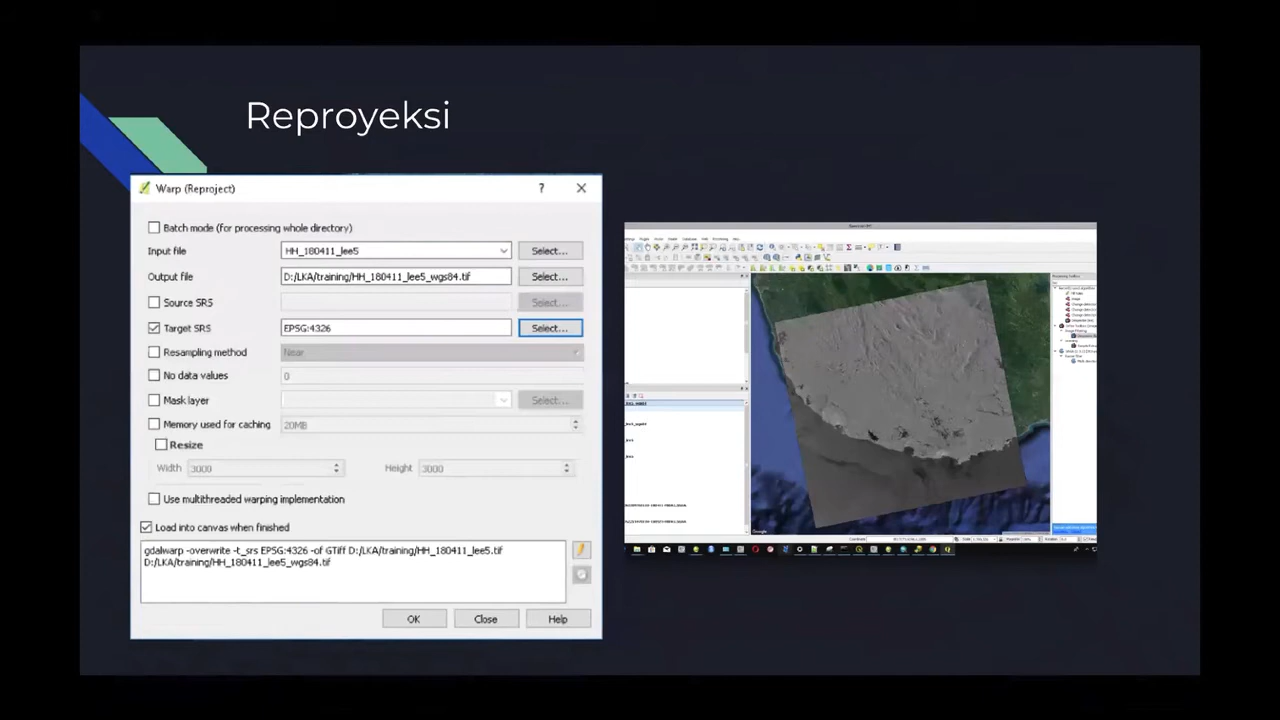 Reproyeksi
Warp (Reproject)
?
Batch mode (for processing whole directory)
Input file HH_180411_lee5 Select...
Output file D:/LKA/training/HH_180411_lee5_wgs84.tif Select...
Source SRS Select...
Target SRS EPSG:4326 Select...
Resampling method Near
No data values 0
Mask layer Select...
Memory used for caching 20MB
Resize
Width 3000 Height 3000
Use multithreaded warping implementation
Load into canvas when finished
gdalwarp -overwrite -t_srs EPSG:4326 -of GTiff D:/LKA/training/HH_180411_lee5.tif
D:/LKA/training/HH_180411_lee5_wgs84.tif
OK Close Help
Google